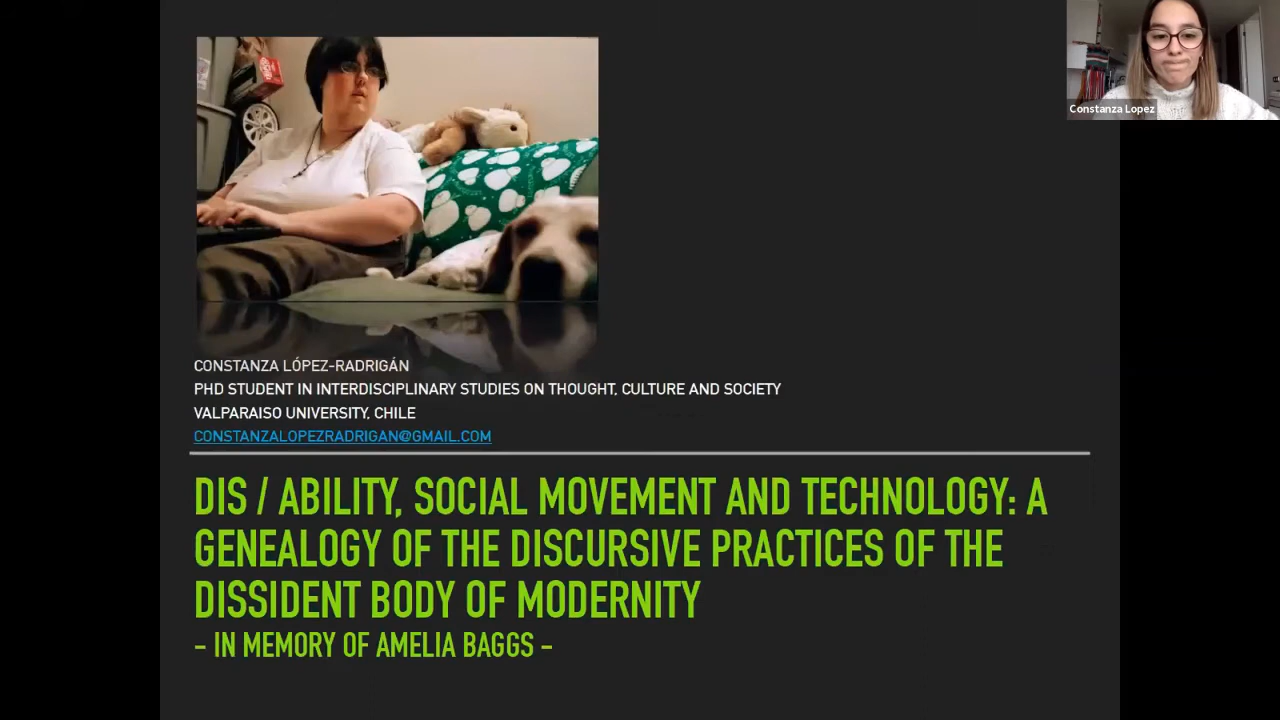 Constanza Lopez
CONSTANZA LÓPEZ-RADRIGÁN
PHD STUDENT IN INTERDISCIPLINARY STUDIES ON THOUGHT, CULTURE AND SOCIETY
VALPARAISO UNIVERSITY, CHILE
CONSTANZALOPEZRADRIGAN@GMAIL.COM
DIS / ABILITY, SOCIAL MOVEMENT AND TECHNOLOGY: A
GENEALOGY OF THE DISCURSIVE PRACTICES OF THE
DISSIDENT BODY OF MODERNITY
- IN MEMORY OF AMELIA BAGGS -